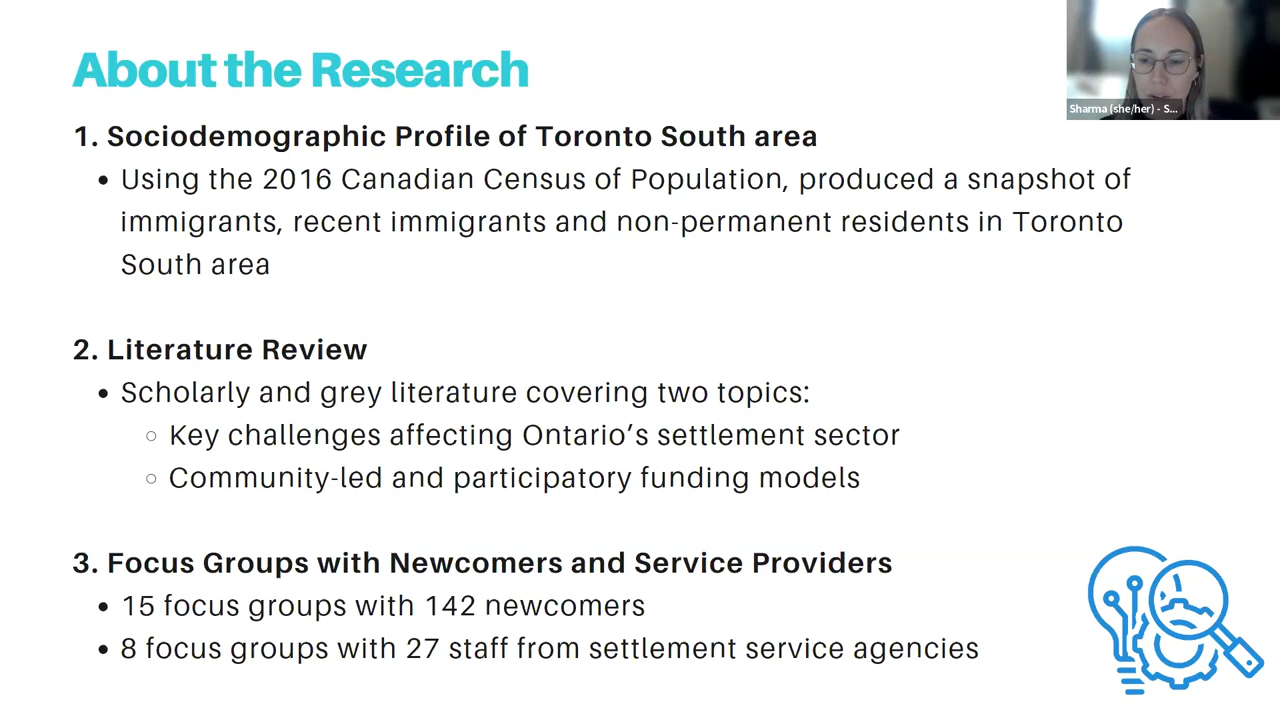 About the Research
Sharma (she/her) - S...
1. Sociodemographic Profile of Toronto South area
• Using the 2016 Canadian Census of Population, produced a snapshot of
immigrants, recent immigrants and non-permanent residents in Toronto
South area
2. Literature Review
• Scholarly and grey literature covering two topics:
○ Key challenges affecting Ontario’s settlement sector
○ Community-led and participatory funding models
3. Focus Groups with Newcomers and Service Providers
• 15 focus groups with 142 newcomers
• 8 focus groups with 27 staff from settlement service agencies